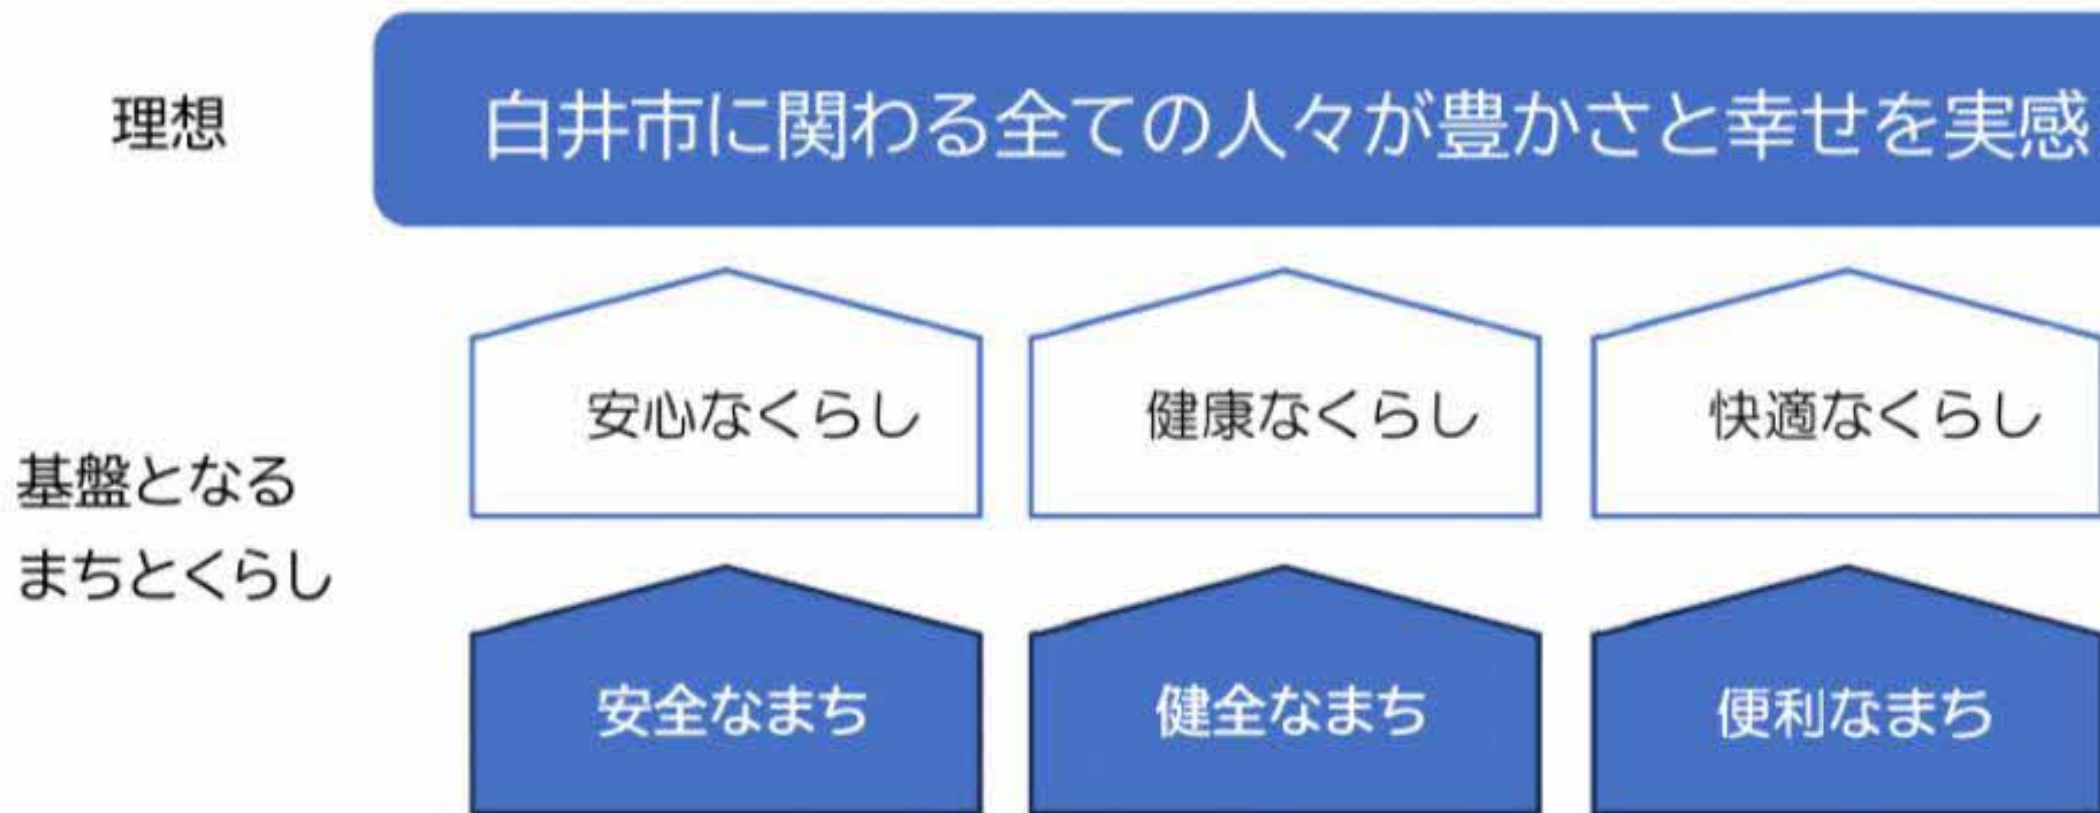 理想
白井市に関わる全ての人々が豊かさと幸せを実感
安心なくらし
健康なくらし
快適なくらし
基盤となる
まちとくらし
安全なまち
健全なまち
便利なまち